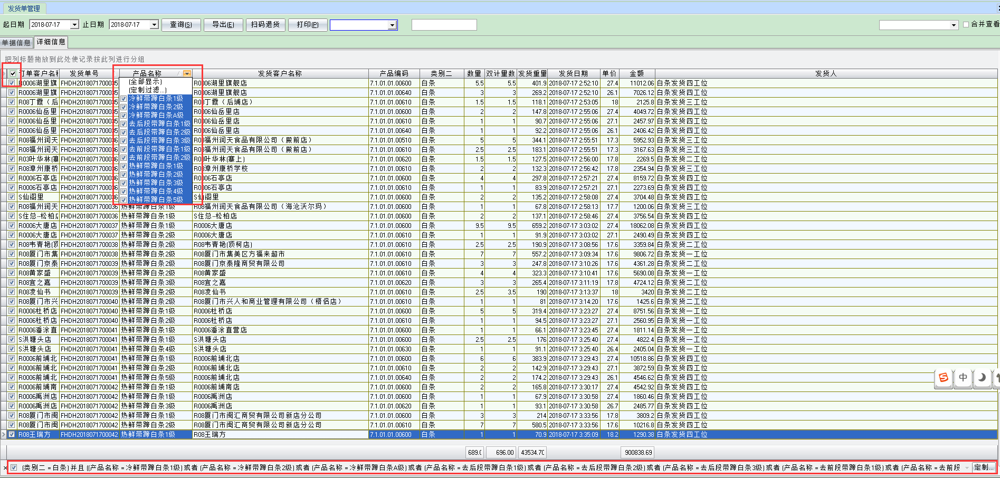 发货单管理
起日期 2018-07-17 止日期 2018-07-17 查询(S) 导出(E) 扫码退货 打印(P) 合并查看
单据信息 详细信息
把列标题拖放到此处使记录按此列进行分组
订单客户名称 发货单号 产品名称 发货客户名称 产品编码 类别二 数量 双计量数 发货重量 发货日期 单价 金额 发货人
(全部显示)
(定制过滤...)
冷鲜带蹄白条1级
冷鲜带蹄白条2级
冷鲜带蹄白条A级
去后段带蹄白条1级
去后段带蹄白条2级
去后段带蹄白条3级
去前段带蹄白条1级
去前段带蹄白条2级
热鲜带蹄白条1级
热鲜带蹄白条2级
热鲜带蹄白条3级
热鲜带蹄白条4级
热鲜带蹄白条5级
R0006湖里旗 FHDH2018071700035 R0006湖里旗舰店 7.1.01.01.00600 白条 5.5 5.5 401.9 2018-07-17 2:52:10 27.4 11012.06 白条发货四工位
R0006湖里旗 FHDH2018071700035 R0006湖里旗舰店 7.1.01.01.00640 白条 3 3 269.2 2018-07-17 2:52:10 26.1 7026.12 白条发货四工位
R08丁霞（后 FHDH2018071700035 R08丁霞（后埔店） 7.1.01.01.00610 白条 1.5 1.5 118.1 2018-07-17 2:53:05 18 2125.8 白条发货三工位
R0006仙岳里 FHDH2018071700035 R0006仙岳里店 7.1.01.01.00600 白条 2 2 147.8 2018-07-17 2:55:06 27.4 4049.72 白条发货四工位
R0006仙岳里 FHDH2018071700035 R0006仙岳里店 7.1.01.01.00610 白条 1 1 90.7 2018-07-17 2:55:06 27.1 2457.97 白条发货四工位
R0006仙岳里 FHDH2018071700035 R0006仙岳里店 7.1.01.01.00640 白条 1 1 92.2 2018-07-17 2:55:06 26.1 2406.42 白条发货四工位
R08福州润天 FHDH2018071700036 R08福州润天食品有限公司（殿前店） 7.1.01.01.00510 白条 5 5 344.1 2018-07-17 2:55:51 17.3 5952.93 白条发货三工位
R08福州润天 FHDH2018071700036 R08福州润天食品有限公司（殿前店） 7.1.01.01.00610 白条 2.5 2.5 183.1 2018-07-17 2:55:51 17.3 3167.63 白条发货三工位
R03叶华林(寨 FHDH2018071700036 R03叶华林(寨上) 7.1.01.01.00620 白条 1.5 1.5 127.5 2018-07-17 2:56:00 17.8 2269.5 白条发货二工位
R08漳州康桥 FHDH2018071700036 R08漳州康桥学校 7.1.01.01.00610 白条 2 2 132.3 2018-07-17 2:56:42 17.8 2354.94 白条发货三工位
R0006石亭店 FHDH2018071700036 R0006石亭店 7.1.01.01.00600 白条 4 4 297.8 2018-07-17 2:57:21 27.4 8159.72 白条发货四工位
R0006石亭店 FHDH2018071700036 R0006石亭店 7.1.01.01.00610 白条 1 1 83.9 2018-07-17 2:57:21 27.1 2273.69 白条发货四工位
S仙阁里 FHDH2018071700036 S仙阁里 7.1.01.01.00600 白条 2 2 135.2 2018-07-17 2:58:08 27.4 3704.48 白条发货四工位
R08福州润天 FHDH2018071700036 热鲜带蹄白条1级 R08福州润天食品有限公司（海沧沃尔玛） 7.1.01.01.00600 白条 1 1 67.8 2018-07-17 2:58:13 17.7 1200.06 白条发货三工位
S住总--松柏店 FHDH2018071700036 热鲜带蹄白条1级 S住总--松柏店 7.1.01.01.00600 白条 2 2 137.1 2018-07-17 2:58:46 27.4 3756.54 白条发货四工位
R0006大唐店 FHDH2018071700037 热鲜带蹄白条1级 R0006大唐店 7.1.01.01.00600 白条 9.5 9.5 659.2 2018-07-17 3:03:02 27.4 18062.08 白条发货四工位
R0006大唐店 FHDH2018071700037 热鲜带蹄白条2级 R0006大唐店 7.1.01.01.00610 白条 1 1 91.9 2018-07-17 3:03:02 27.1 2490.49 白条发货四工位
R08韦青艳(顶 FHDH2018071700038 热鲜带蹄白条2级 R08韦青艳(顶柯店) 7.1.01.01.00610 白条 2.5 2.5 190.9 2018-07-17 3:08:56 17.6 3359.84 白条发货二工位
R08厦门市集 FHDH2018071700038 热鲜带蹄白条2级 R08厦门市集美区方福来超市 7.1.01.01.00610 白条 7 7 557.2 2018-07-17 3:09:34 17.6 9806.72 白条发货一工位
R08厦门京泰 FHDH2018071700039 热鲜带蹄白条2级 R08厦门京泰隆商贸有限公司 7.1.01.01.00610 白条 3 3 247.8 2018-07-17 3:10:26 17.6 4361.28 白条发货二工位
R08黄家盛 FHDH2018071700039 热鲜带蹄白条2级 R08黄家盛 7.1.01.01.00610 白条 4 4 323.3 2018-07-17 3:10:41 17.6 5690.08 白条发货一工位
R08宜之嘉 FHDH2018071700039 热鲜带蹄白条3级 R08宜之嘉 7.1.01.01.00620 白条 3 3 265.4 2018-07-17 3:11:19 17.8 4724.12 白条发货二工位
R08凌仙书 FHDH2018071700039 热鲜带蹄白条2级 R08凌仙书 7.1.01.01.00610 白条 2.5 3.5 190 2018-07-17 3:13:37 18 3420 白条发货二工位
R08厦门市兴 FHDH2018071700040 热鲜带蹄白条2级 R08厦门市兴人和商业管理有限公司（梧侣店） 7.1.01.01.00610 白条 1 1 81 2018-07-17 3:14:20 17.6 1425.6 白条发货二工位
R0006杜桥店 FHDH2018071700040 热鲜带蹄白条1级 R0006杜桥店 7.1.01.01.00600 白条 5 5 319.4 2018-07-17 3:23:27 27.4 8751.56 白条发货一工位
R0006杜桥店 FHDH2018071700040 热鲜带蹄白条2级 R0006杜桥店 7.1.01.01.00610 白条 1 1 94.5 2018-07-17 3:23:27 27.1 2560.95 白条发货一工位
R0006潘涂直 FHDH2018071700041 热鲜带蹄白条1级 R0006潘涂直营店 7.1.01.01.00600 白条 1 1 66.1 2018-07-17 3:23:45 27.4 1811.14 白条发货一工位
S洪塘头店 FHDH2018071700041 热鲜带蹄白条1级 S洪塘头店 7.1.01.01.00600 白条 2.5 2.5 176 2018-07-17 3:25:40 27.4 4822.4 白条发货一工位
S洪塘头店 FHDH2018071700041 热鲜带蹄白条4级 S洪塘头店 7.1.01.01.00630 白条 1 1 91.1 2018-07-17 3:25:40 26.4 2405.04 白条发货一工位
R0006前埔北 FHDH2018071700041 热鲜带蹄白条1级 R0006前埔北店 7.1.01.01.00600 白条 6 6 383.9 2018-07-17 3:29:43 27.4 10518.86 白条发货四工位
R0006前埔北 FHDH2018071700041 热鲜带蹄白条2级 R0006前埔北店 7.1.01.01.00610 白条 2 2 142.9 2018-07-17 3:29:43 27.1 3872.59 白条发货四工位
R0006前埔北 FHDH2018071700041 热鲜带蹄白条5级 R0006前埔北店 7.1.01.01.00640 白条 2 2 174.2 2018-07-17 3:29:43 26.1 4546.62 白条发货四工位
R0006前埔南 FHDH2018071700042 热鲜带蹄白条1级 R0006前埔南店 7.1.01.01.00600 白条 2 2 165.8 2018-07-17 3:30:17 27.4 4542.92 白条发货四工位
R0006禹洲店 FHDH2018071700042 热鲜带蹄白条1级 R0006禹洲店 7.1.01.01.00600 白条 1 1 67.9 2018-07-17 3:30:58 27.4 1860.46 白条发货四工位
R0006禹洲店 FHDH2018071700042 热鲜带蹄白条3级 R0006禹洲店 7.1.01.01.00620 白条 1 1 93.1 2018-07-17 3:30:58 26.7 2485.77 白条发货四工位
R08厦门市闽 FHDH2018071700042 热鲜带蹄白条1级 R08厦门市闽汇商贸有限公司新店分公司 7.1.01.01.00600 白条 3 3 214 2018-07-17 3:33:56 17.8 3809.2 白条发货四工位
R08厦门市闽 FHDH2018071700042 热鲜带蹄白条2级 R08厦门市闽汇商贸有限公司新店分公司 7.1.01.01.00610 白条 7 7 580.5 2018-07-17 3:33:56 17.6 10216.8 白条发货四工位
R08王瑞方 FHDH2018071700042 热鲜带蹄白条1级 R08王瑞方 7.1.01.01.00600 白条 1 1 70.9 2018-07-17 3:35:09 18.2 1290.38 白条发货四工位
中
689.0 696.00 43534.70 900838.69
(类别二 = 白条) 并且 ((产品名称 = 冷鲜带蹄白条1级) 或者 (产品名称 = 冷鲜带蹄白条2级) 或者 (产品名称 = 冷鲜带蹄白条A级) 或者 (产品名称 = 去后段带蹄白条1级) 或者 (产品名称 = 去后段带蹄白条2级) 或者 (产品名称 = 去后段带蹄白条3级) 或者 (产品名称 = 去前段带蹄白条1级) 或者 (产品名称 = 去前段 定制...